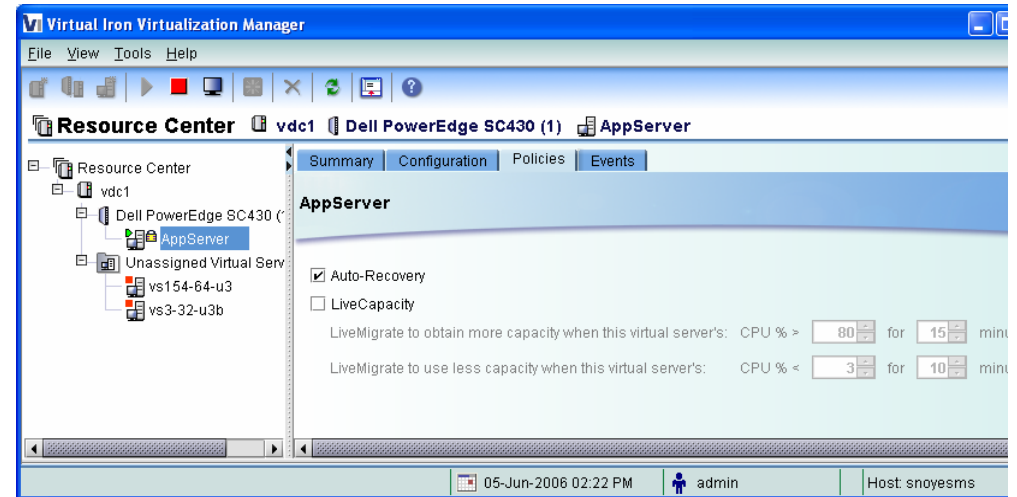 VI Virtual Iron Virtualization Manager
File View Tools Help
Resource Center vdc1 Dell PowerEdge SC430 (1) AppServer
Resource Center
vdc1
Dell PowerEdge SC430 (
AppServer
Unassigned Virtual Serv
vs154-64-u3
vs3-32-u3b
Summary Configuration Policies Events
AppServer
Auto-Recovery
LiveCapacity
LiveMigrate to obtain more capacity when this virtual server's: CPU % > 80 for 15 minu
LiveMigrate to use less capacity when this virtual server's: CPU % < 3 for 10 minu
05-Jun-2006 02:22 PM admin Host: snoyesms